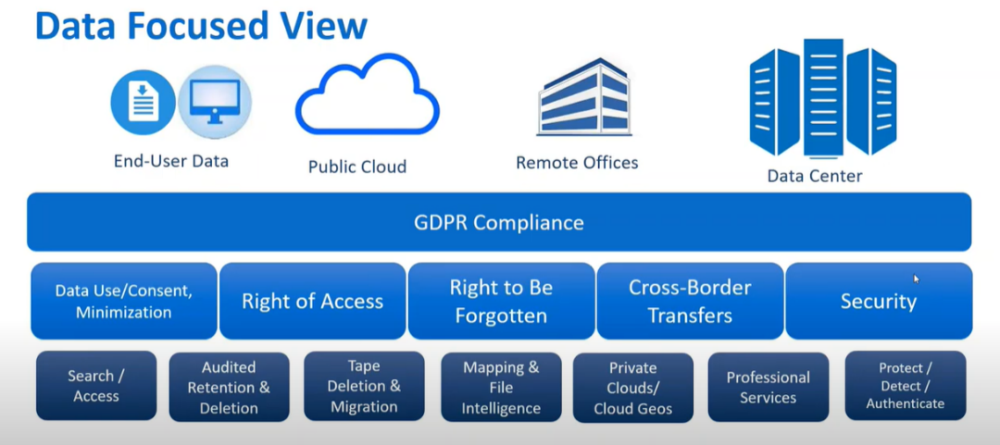 Data Focused View
End-User Data
Public Cloud
Remote Offices
Data Center
GDPR Compliance
Data Use/Consent,
Minimization
Right of Access
Right to Be
Forgotten
Cross-Border
Transfers
Security
Search /
Access
Audited
Retention &
Deletion
Tape
Deletion &
Migration
Mapping &
File
Intelligence
Private
Clouds/
Cloud Geos
Professional
Services
Protect /
Detect /
Authenticate